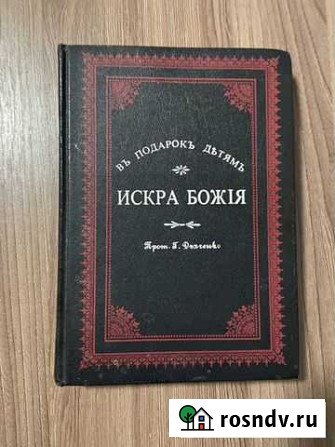 ВЪ ПОДАРОКЪ ДѢТЯМЪ
ИСКРА БОЖІЯ
Прот. Г. Дьяченко
rosndv.ru